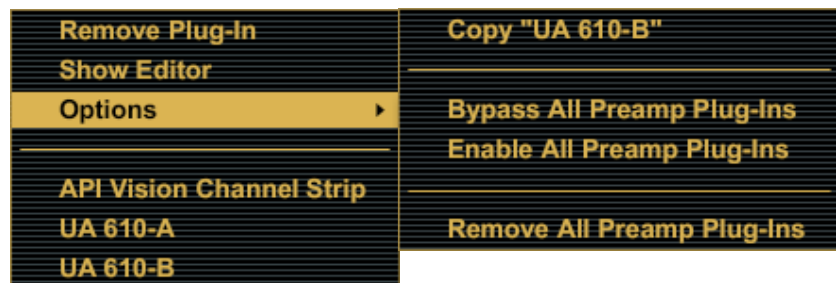 Remove Plug-In
Show Editor
Options
API Vision Channel Strip
UA 610-A
UA 610-B
Copy "UA 610-B"
Bypass All Preamp Plug-Ins
Enable All Preamp Plug-Ins
Remove All Preamp Plug-Ins